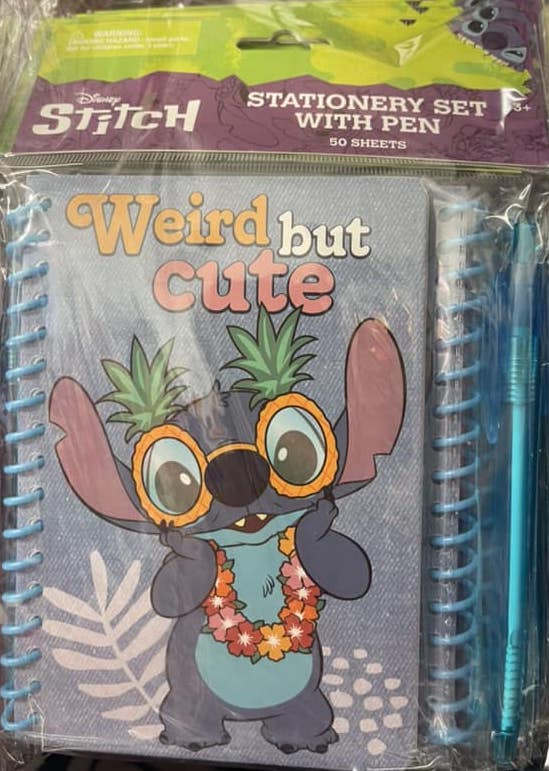 WARNING:
Disney
STiTCH
STATIONERY SET
WITH PEN
3+
50 SHEETS
Weird but
cute